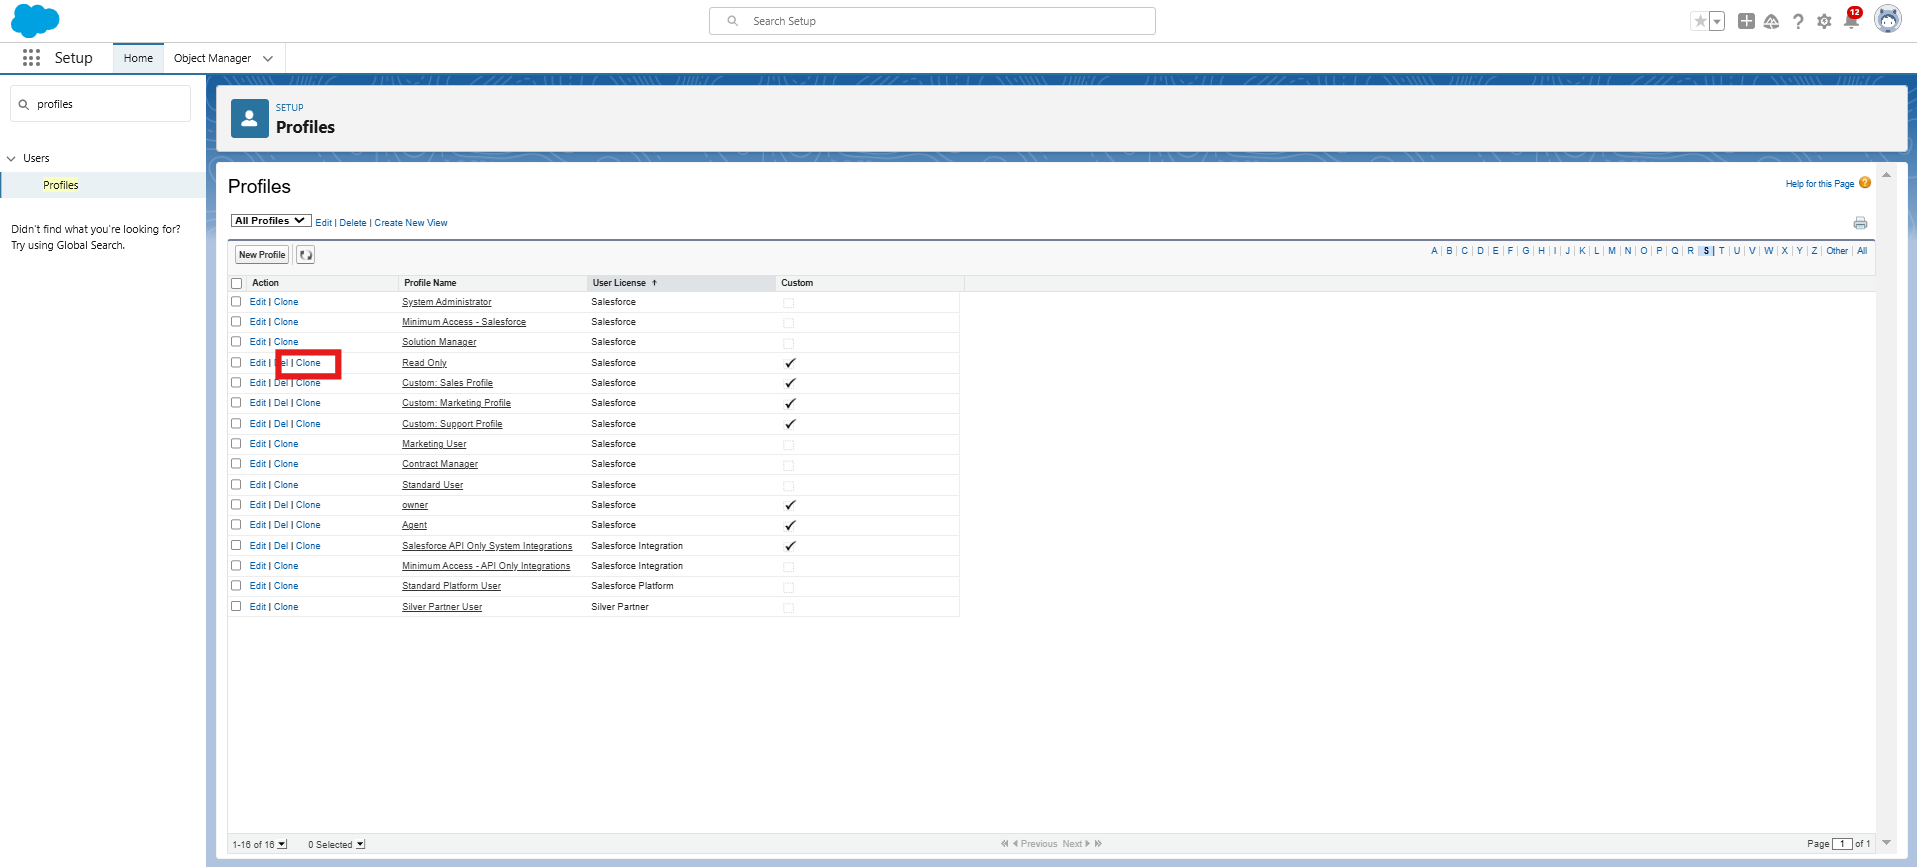 Search Setup
12
Setup
Home
Object Manager
profiles
Users
Profiles
Didn't find what you're looking for?
Try using Global Search.
SETUP
Profiles
Profiles
Help for this Page ?
All Profiles Edit | Delete | Create New View
New Profile
A | B | C | D | E | F | G | H | I | J | K | L | M | N | O | P | Q | R | S | T | U | V | W | X | Y | Z | Other | All
Action Profile Name User License Custom
Edit | Clone System Administrator Salesforce
Edit | Clone Minimum Access - Salesforce Salesforce
Edit | Clone Solution Manager Salesforce
Edit | Del | Clone Read Only Salesforce
Edit | Del | Clone Custom: Sales Profile Salesforce
Edit | Del | Clone Custom: Marketing Profile Salesforce
Edit | Del | Clone Custom: Support Profile Salesforce
Edit | Clone Marketing User Salesforce
Edit | Clone Contract Manager Salesforce
Edit | Clone Standard User Salesforce
Edit | Del | Clone owner Salesforce
Edit | Del | Clone Agent Salesforce
Edit | Del | Clone Salesforce API Only System Integrations Salesforce Integration
Edit | Clone Minimum Access - API Only Integrations Salesforce Integration
Edit | Clone Standard Platform User Salesforce Platform
Edit | Clone Silver Partner User Silver Partner
1-16 of 16 0 Selected Previous Next Page 1 of 1